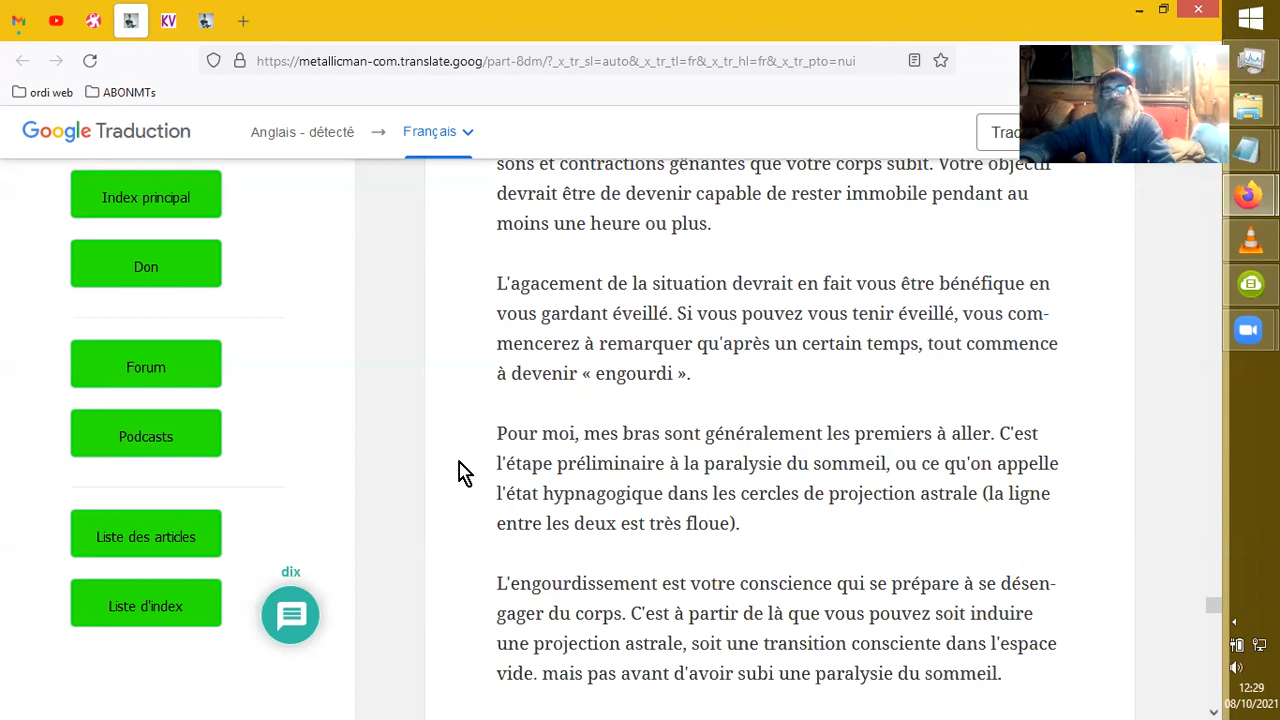 https://metallicman-com.translate.goog/part-8dm/?_x_tr_sl=auto&_x_tr_tl=fr&_x_tr_hl=fr&_x_tr_pto=nui
ordi web
ABONMTs
Google Traduction
Anglais - détecté
Français
Trad
KV
Index principal
Don
Forum
Podcasts
Liste des articles
dix
Liste d'index
sons et contractions gênantes que votre corps subit. Votre objectif
devrait être de devenir capable de rester immobile pendant au
moins une heure ou plus.
L'agacement de la situation devrait en fait vous être bénéfique en
vous gardant éveillé. Si vous pouvez vous tenir éveillé, vous com-
mencerez à remarquer qu'après un certain temps, tout commence
à devenir « engourdi ».
Pour moi, mes bras sont généralement les premiers à aller. C'est
l'étape préliminaire à la paralysie du sommeil, ou ce qu'on appelle
l'état hypnagogique dans les cercles de projection astrale (la ligne
entre les deux est très floue).
L'engourdissement est votre conscience qui se prépare à se désen-
gager du corps. C'est à partir de là que vous pouvez soit induire
une projection astrale, soit une transition consciente dans l'espace
vide. mais pas avant d'avoir subi une paralysie du sommeil.
12:29
08/10/2021